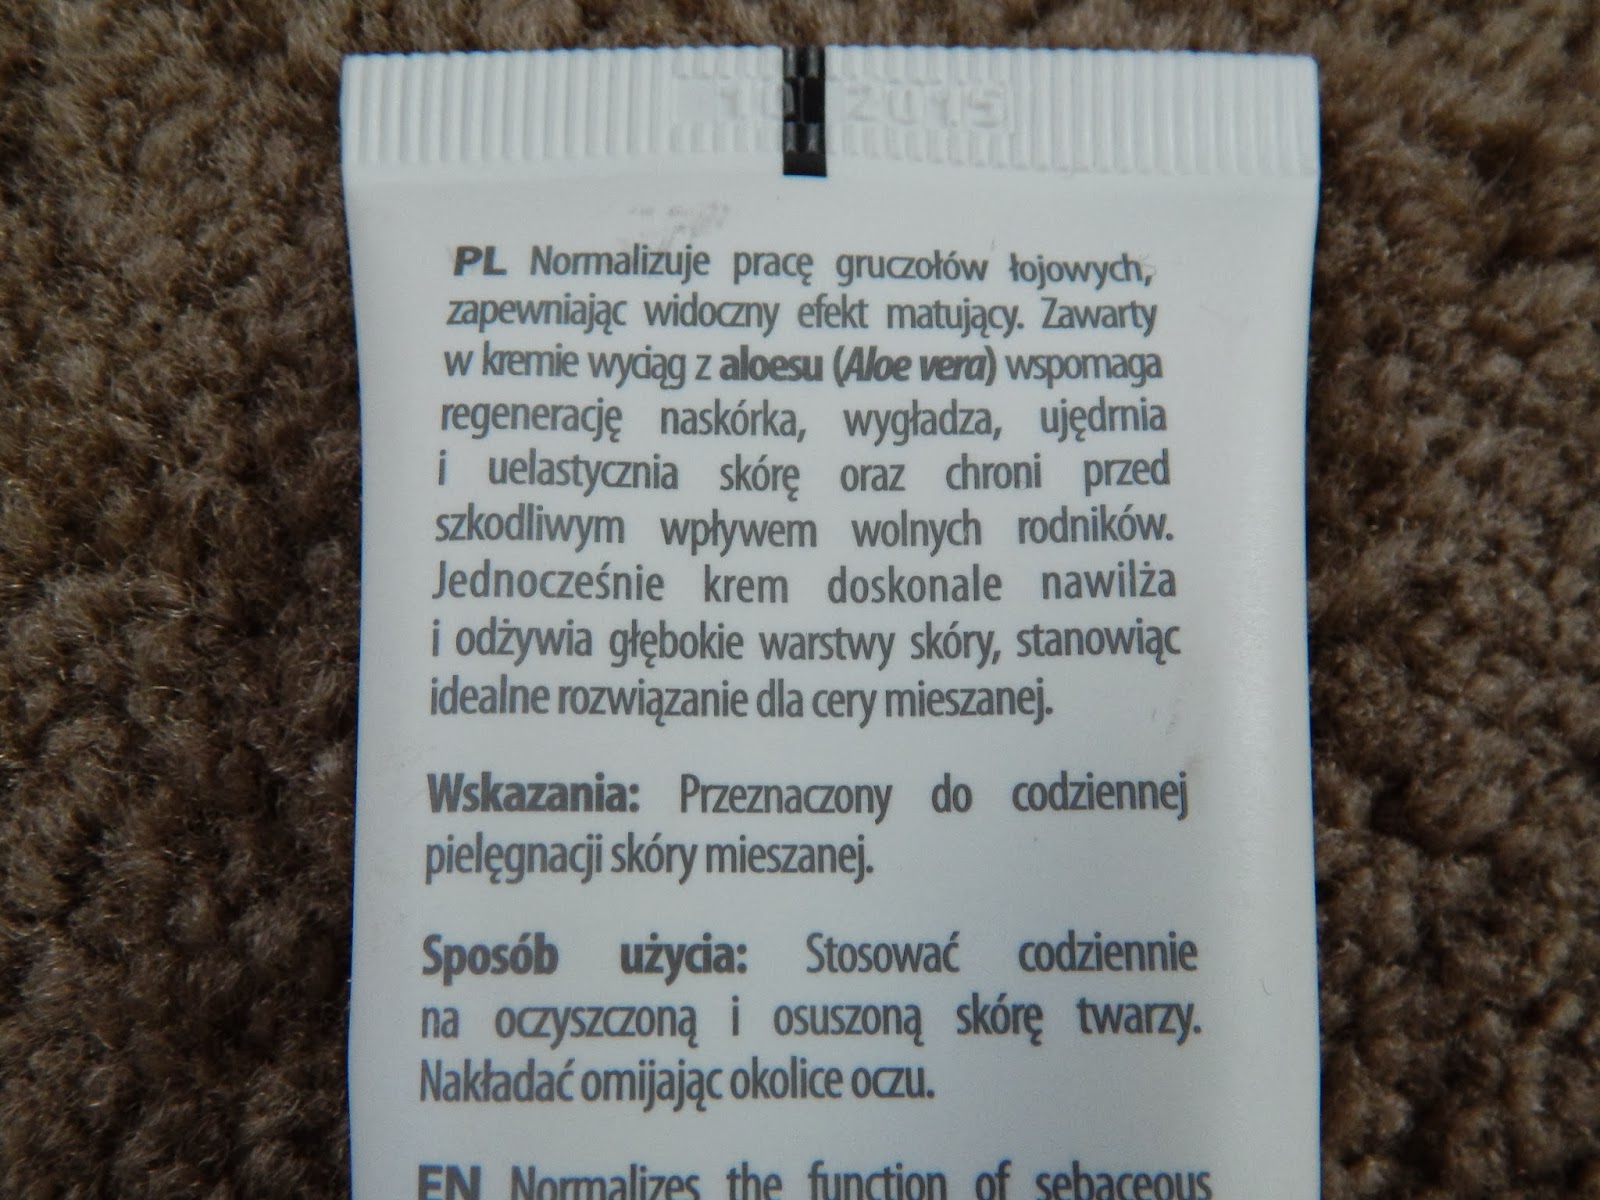 10 2015
PL Normalizuje pracę gruczołów łojowych,
zapewniając widoczny efekt matujący. Zawarty
w kremie wyciąg z aloesu (Aloe vera) wspomaga
regenerację naskórka, wygładza, ujędrnia
i uelastycznia skórę oraz chroni przed
szkodliwym wpływem wolnych rodników.
Jednocześnie krem doskonale nawilża
i odżywia głębokie warstwy skóry, stanowiąc
idealne rozwiązanie dla cery mieszanej.
Wskazania: Przeznaczony do codziennej
pielęgnacji skóry mieszanej.
Sposób użycia: Stosować codziennie
na oczyszczoną i osuszoną skórę twarzy.
Nakładać omijając okolice oczu.
EN Normalizes the function of sebaceous